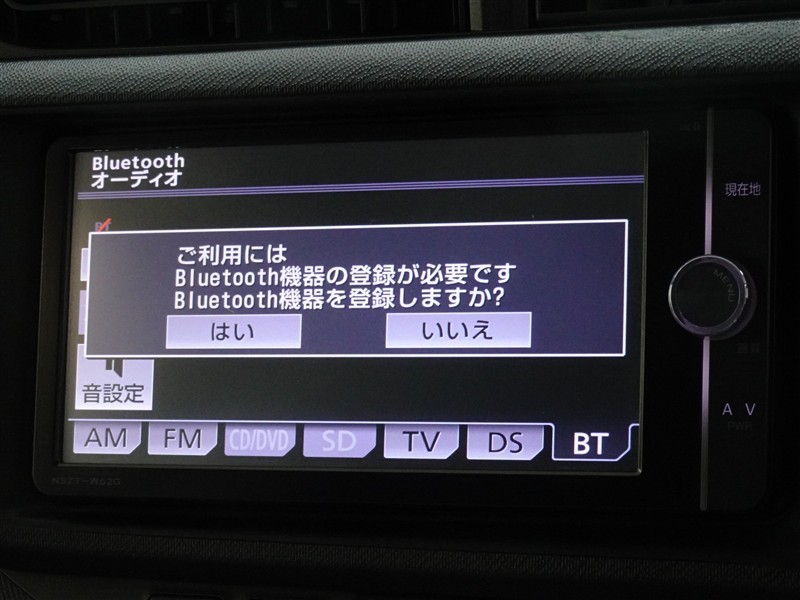 Bluetooth
オーディオ
現在地
ご利用には
Bluetooth機器の登録が必要です
Bluetooth機器を登録しますか?
はい いいえ
MENU
音設定
A V
PWR
AM FM CD/DVD SD TV DS BT
NSZT-W62G